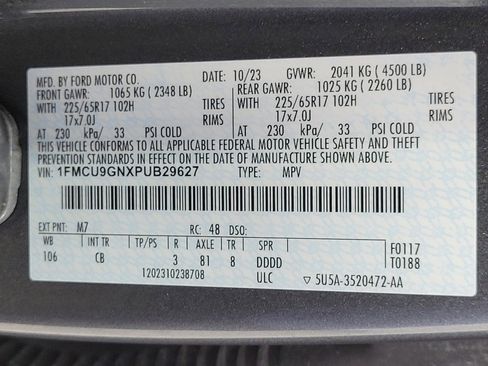 MFD. BY FORD MOTOR CO. 10/23 GVWR: 2041 KG ( 4500 LB)
FRONT GAWR: 1065 KG ( 2348 LB) REAR GAWR: 1025 KG ( 2260 LB)
225/65R17 102H TIRES 225/65R17 102H TIRES
17x7.0J RIMS 17x7.0J RIMS
AT 230 kPa/ 33 PSI COLD AT 230 kPa/ 33 PSI COLD
THIS VEHICLE CONFORMS TO ALL APPLICABLE FEDERAL MOTOR VEHICLE SAFETY, BUMPER, AND THEFT PREVENTION STANDARDS IN EFFECT ON THE DATE OF MANUFACTURE SHOWN ABOVE.
VIN: 1FMCU9GNXPUB29627 TYPE: MPV
EXT PNT: M7 RC: 48 DSO:
WB INT TR TP/PS R AXLE TR SPR F0117
106 CB 3 81 8 DDDD T0188
1202310238708 ULC ▽ 5U5A-3520472-AA